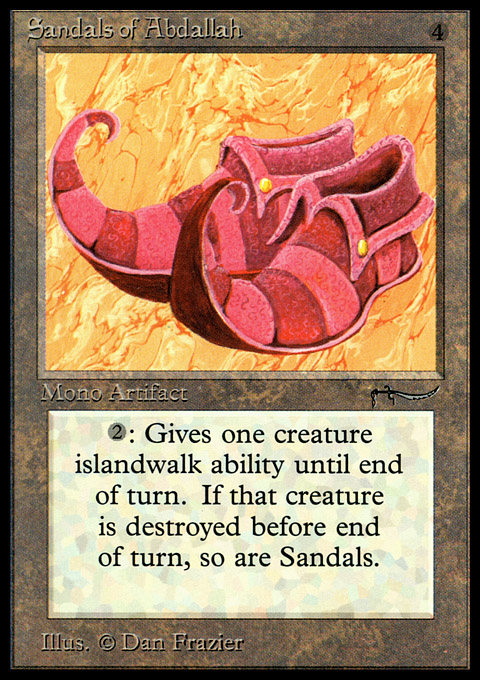 Sandals of Abdallah 4
Mono Artifact
2: Gives one creature
islandwalk ability until end
of turn. If that creature
is destroyed before end
of turn, so are Sandals.
Illus. © Dan Frazier